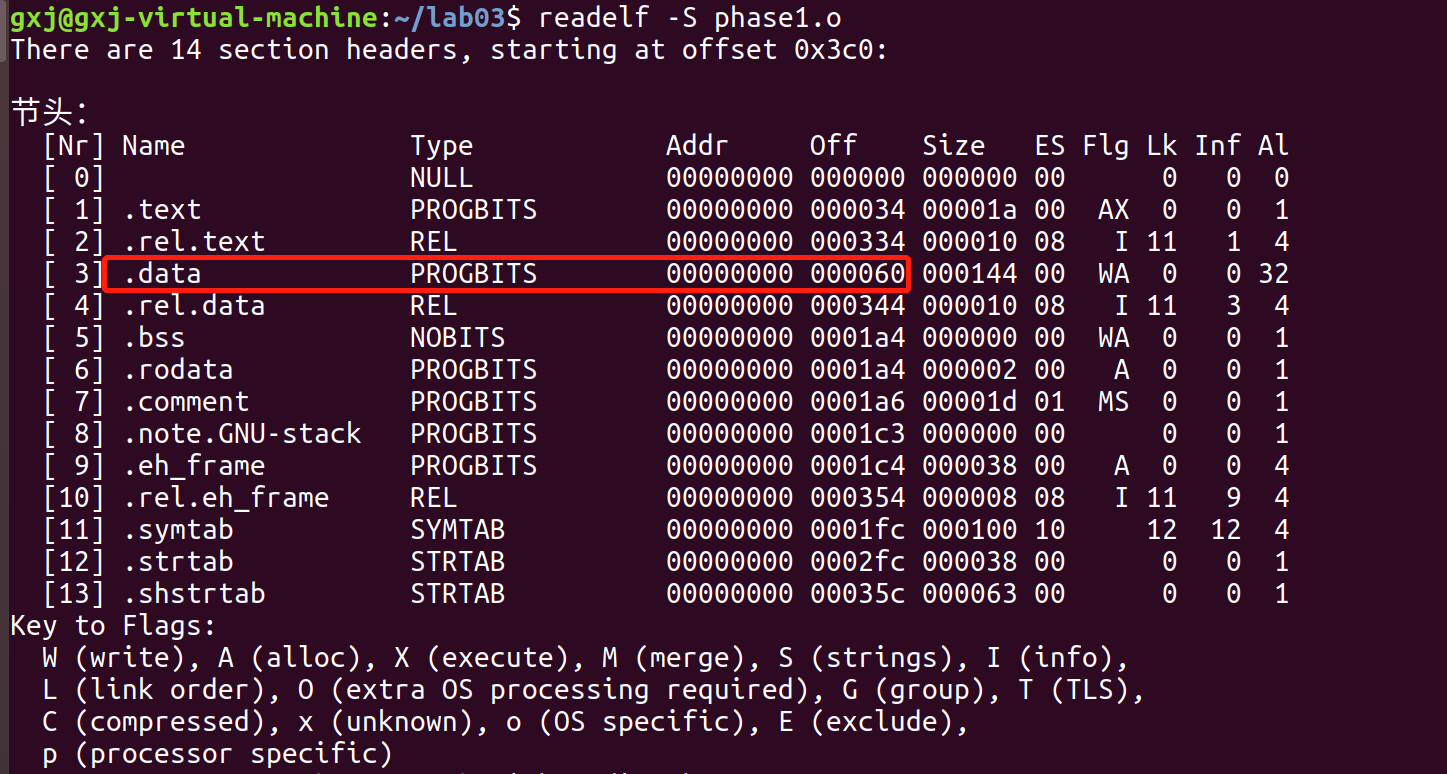 gxj@gxj-virtual-machine:~/lab03$ readelf -S phase1.o
There are 14 section headers, starting at offset 0x3c0:
节头:
[Nr] Name Type Addr Off Size ES Flg Lk Inf Al
[ 0] NULL 00000000 000000 000000 00 0 0 0
[ 1] .text PROGBITS 00000000 000034 00001a 00 AX 0 0 1
[ 2] .rel.text REL 00000000 000334 000010 08 I 11 1 4
[ 3] .data PROGBITS 00000000 000060 000144 00 WA 0 0 32
[ 4] .rel.data REL 00000000 000344 000010 08 I 11 3 4
[ 5] .bss NOBITS 00000000 0001a4 000000 00 WA 0 0 1
[ 6] .rodata PROGBITS 00000000 0001a4 000002 00 A 0 0 1
[ 7] .comment PROGBITS 00000000 0001a6 00001d 01 MS 0 0 1
[ 8] .note.GNU-stack PROGBITS 00000000 0001c3 000000 00 0 0 1
[ 9] .eh_frame PROGBITS 00000000 0001c4 000038 00 A 0 0 4
[10] .rel.eh_frame REL 00000000 000354 000008 08 I 11 9 4
[11] .symtab SYMTAB 00000000 0001fc 000100 10 12 12 4
[12] .strtab STRTAB 00000000 0002fc 000038 00 0 0 1
[13] .shstrtab STRTAB 00000000 00035c 000063 00 0 0 1
Key to Flags:
W (write), A (alloc), X (execute), M (merge), S (strings), I (info),
L (link order), O (extra OS processing required), G (group), T (TLS),
C (compressed), x (unknown), o (OS specific), E (exclude),
p (processor specific)